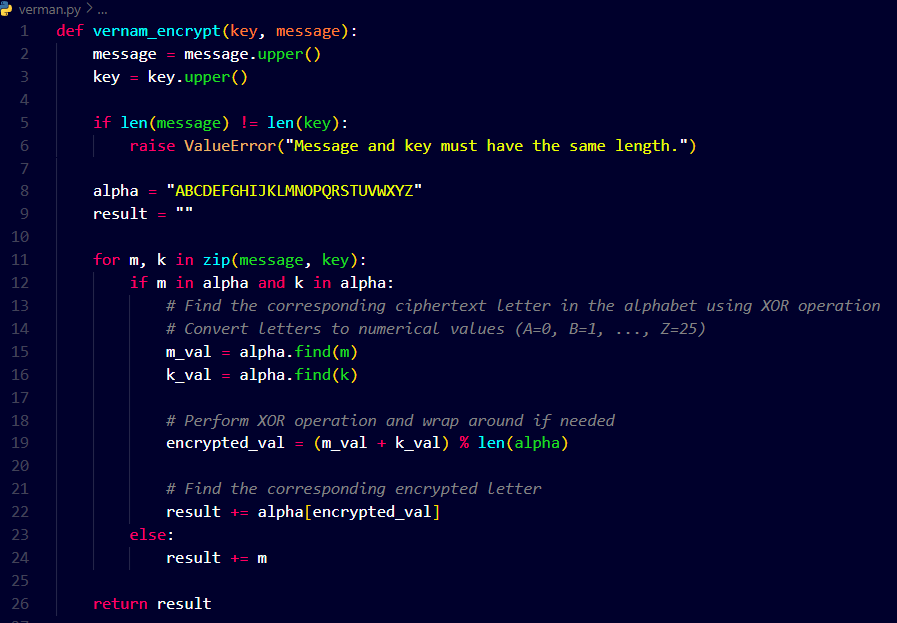 verman.py > ...
1 def vernam_encrypt(key, message):
2     message = message.upper()
3     key = key.upper()
4
5     if len(message) != len(key):
6         raise ValueError("Message and key must have the same length.")
7
8     alpha = "ABCDEFGHIJKLMNOPQRSTUVWXYZ"
9     result = ""
10
11     for m, k in zip(message, key):
12         if m in alpha and k in alpha:
13             # Find the corresponding ciphertext letter in the alphabet using XOR operation
14             # Convert letters to numerical values (A=0, B=1, ..., Z=25)
15             m_val = alpha.find(m)
16             k_val = alpha.find(k)
17
18             # Perform XOR operation and wrap around if needed
19             encrypted_val = (m_val + k_val) % len(alpha)
20
21             # Find the corresponding encrypted letter
22             result += alpha[encrypted_val]
23         else:
24             result += m
25
26     return result